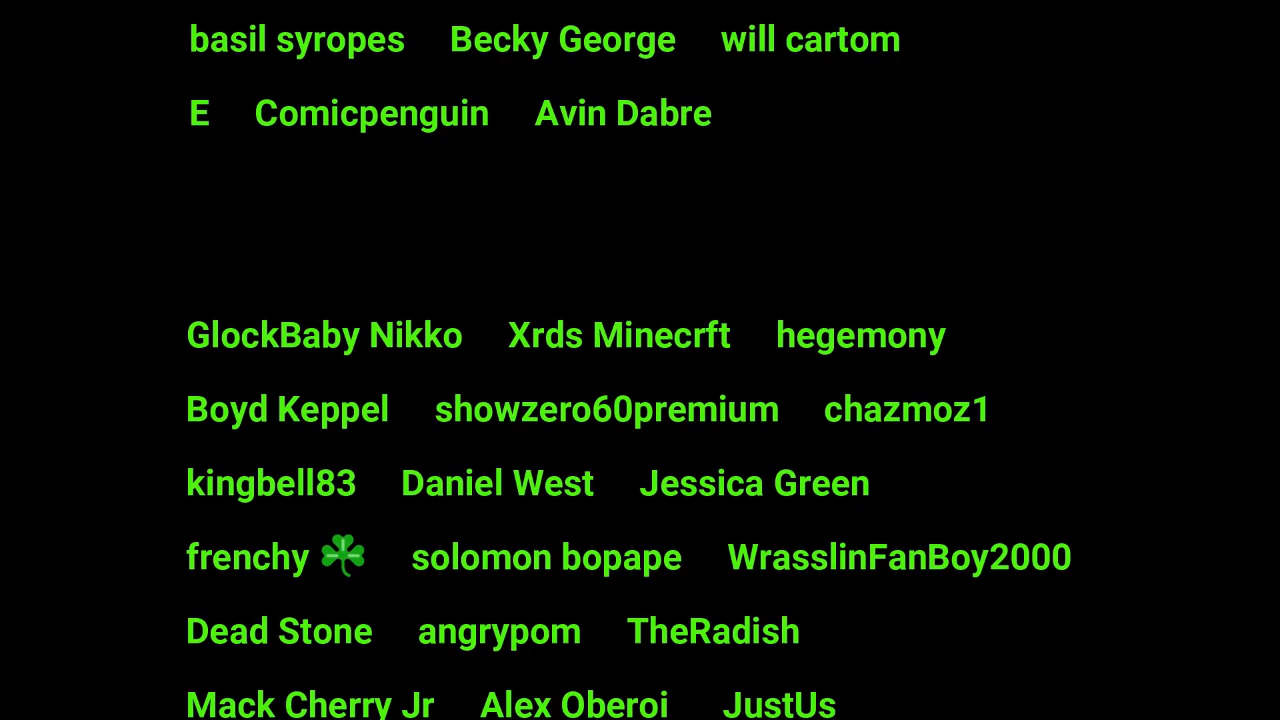 basil syropes Becky George will cartom
E Comicpenguin Avin Dabre
GlockBaby Nikko Xrds Minecrft hegemony
Boyd Keppel showzero60premium chazmoz1
kingbell83 Daniel West Jessica Green
frenchy ☘️ solomon bopape WrasslinFanBoy2000
Dead Stone angrypom TheRadish
Mack Cherry Jr Alex Oberoi JustUs